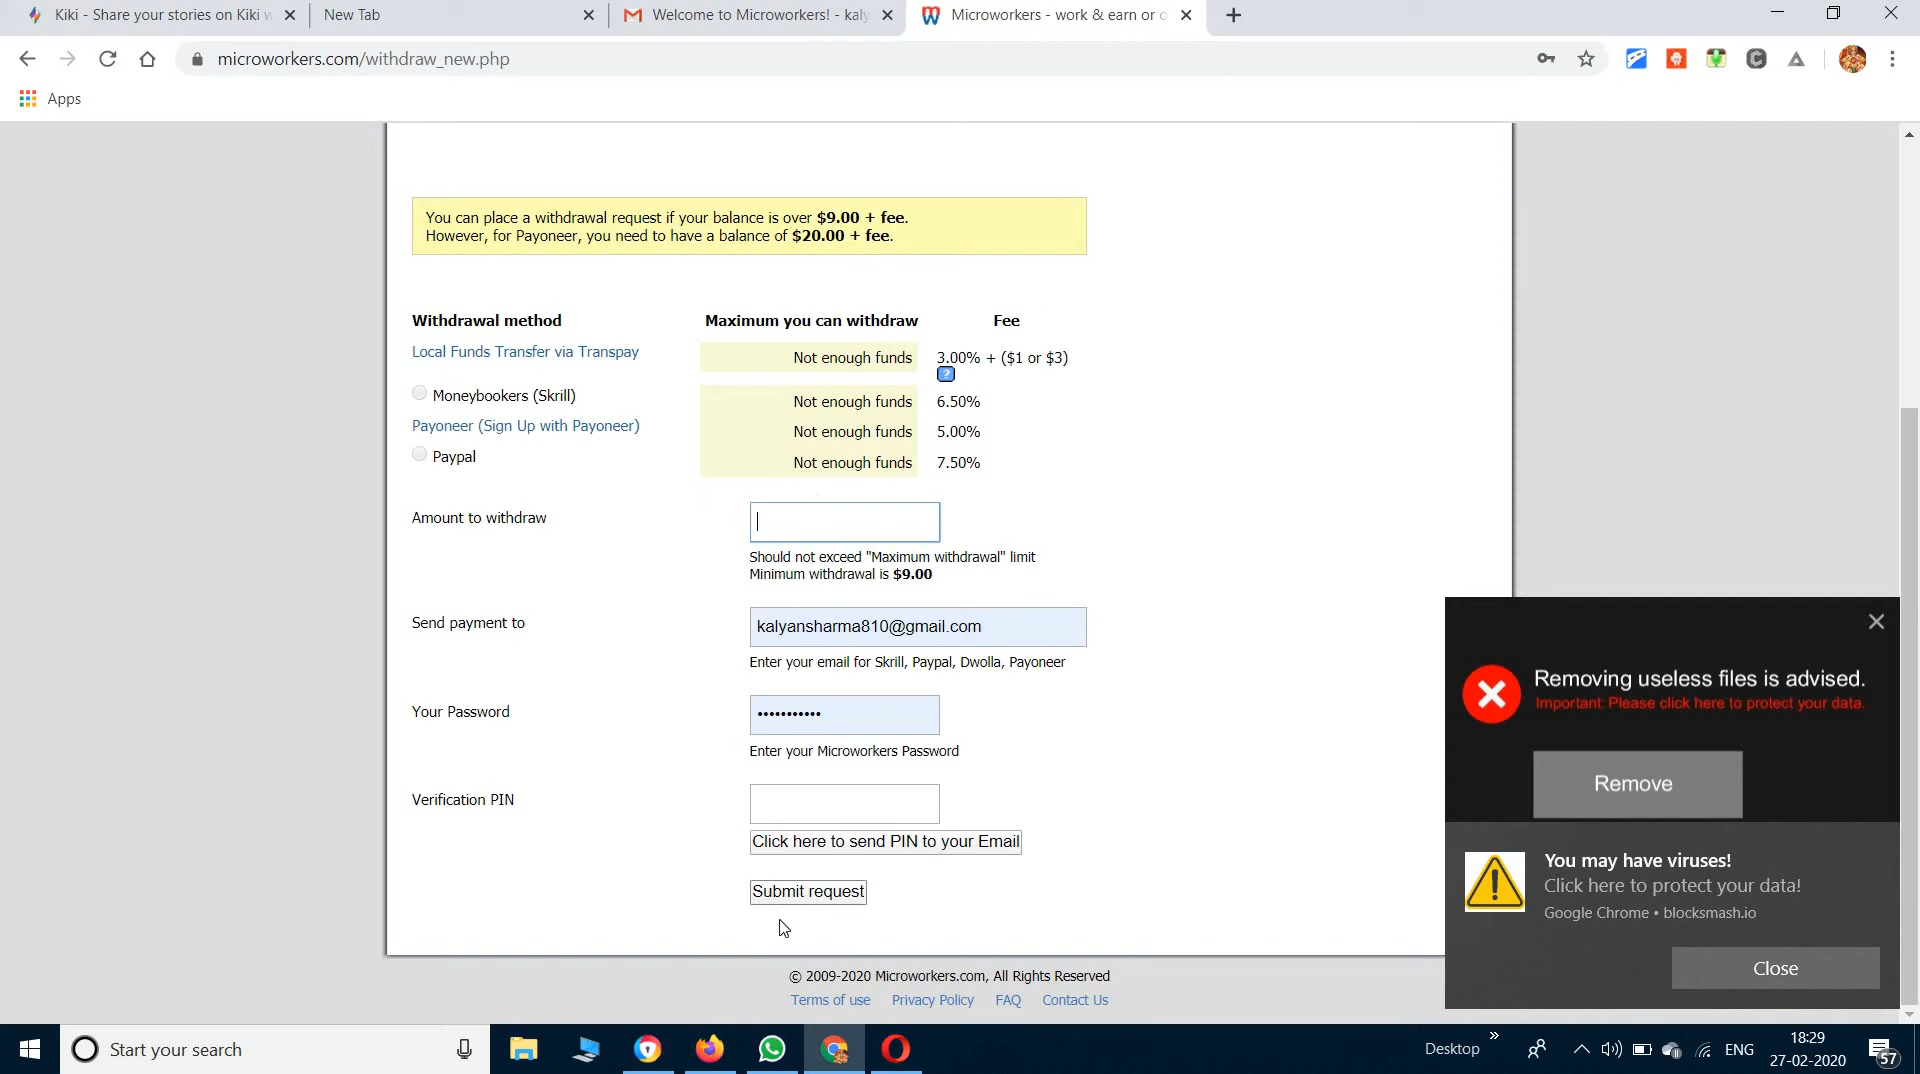 Kiki - Share your stories on Kiki w
New Tab
Welcome to Microworkers! - kaly
Microworkers - work & earn or o
microworkers.com/withdraw_new.php
Apps
You can place a withdrawal request if your balance is over $9.00 + fee.
However, for Payoneer, you need to have a balance of $20.00 + fee.
Withdrawal method Maximum you can withdraw Fee
Local Funds Transfer via Transpay Not enough funds 3.00% + ($1 or $3)
?
Moneybookers (Skrill) Not enough funds 6.50%
Payoneer (Sign Up with Payoneer) Not enough funds 5.00%
Paypal Not enough funds 7.50%
Amount to withdraw
Should not exceed "Maximum withdrawal" limit
Minimum withdrawal is $9.00
Send payment to kalyansharma810@gmail.com
Enter your email for Skrill, Paypal, Dwolla, Payoneer
Your Password •••••••••••
Enter your Microworkers Password
Verification PIN
Click here to send PIN to your Email
Submit request
© 2009-2020 Microworkers.com, All Rights Reserved
Terms of use Privacy Policy FAQ Contact Us
Removing useless files is advised.
Important: Please click here to protect your data.
Remove
You may have viruses!
Click here to protect your data!
Google Chrome • blocksmash.io
Close
Start your search
Desktop
ENG
18:29
27-02-2020
57